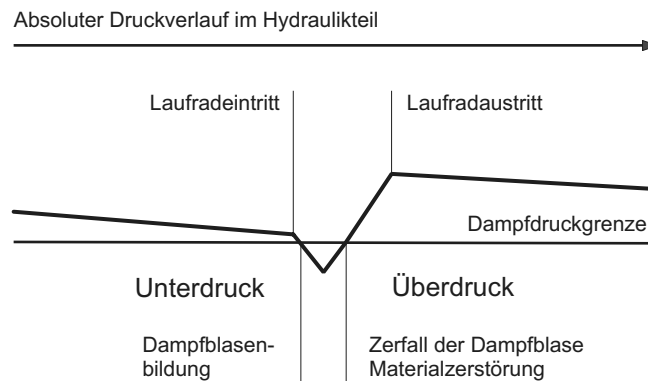 Absoluter Druckverlauf im Hydraulikteil
Laufradeintritt
Laufradaustritt
Dampfdruckgrenze
Unterdruck
Überdruck
Dampfblasen-
bildung
Zerfall der Dampfblase
Materialzerstörung